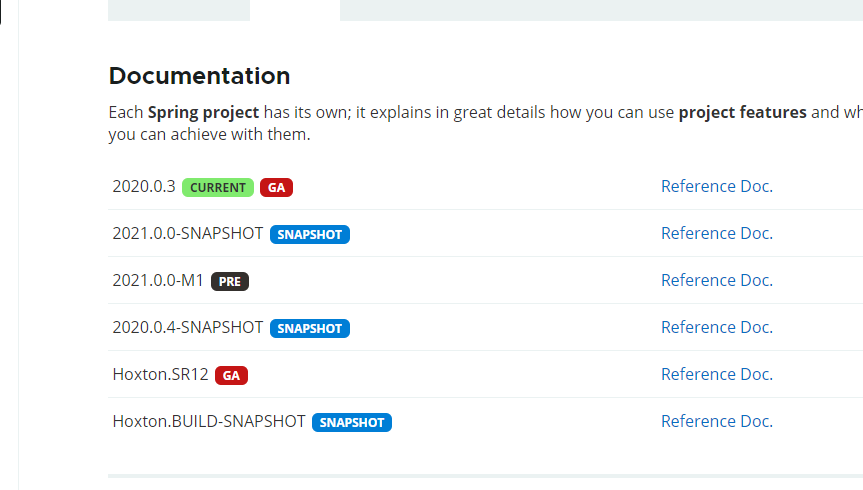 Documentation
Each Spring project has its own; it explains in great details how you can use project features and wh
you can achieve with them.
2020.0.3 CURRENT GA Reference Doc.
2021.0.0-SNAPSHOT SNAPSHOT Reference Doc.
2021.0.0-M1 PRE Reference Doc.
2020.0.4-SNAPSHOT SNAPSHOT Reference Doc.
Hoxton.SR12 GA Reference Doc.
Hoxton.BUILD-SNAPSHOT SNAPSHOT Reference Doc.